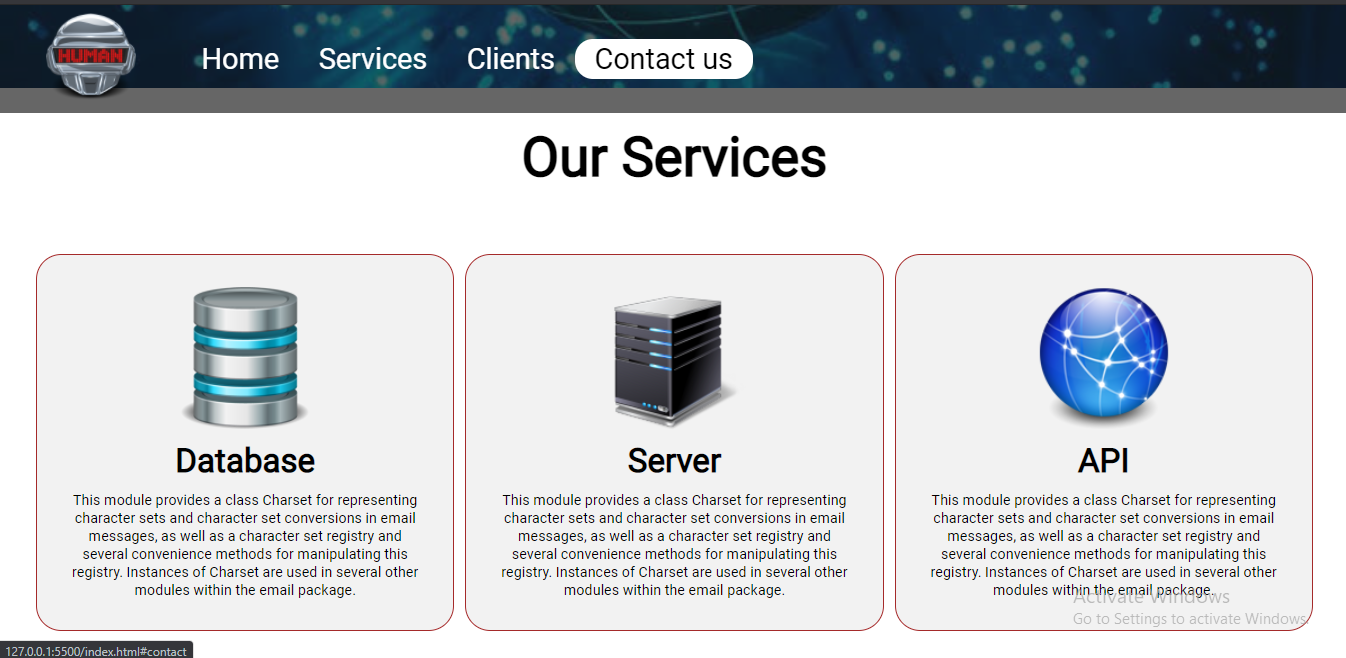 HUMAN
Home
Services
Clients
Contact us
Our Services
Database
This module provides a class Charset for representing
character sets and character set conversions in email
messages, as well as a character set registry and
several convenience methods for manipulating this
registry. Instances of Charset are used in several other
modules within the email package.
Server
This module provides a class Charset for representing
character sets and character set conversions in email
messages, as well as a character set registry and
several convenience methods for manipulating this
registry. Instances of Charset are used in several other
modules within the email package.
API
This module provides a class Charset for representing
character sets and character set conversions in email
messages, as well as a character set registry and
several convenience methods for manipulating this
registry. Instances of Charset are used in several other
modules within the email package.
Activate Windows
Go to Settings to activate Windows.
127.0.0.1:5500/index.html#contact